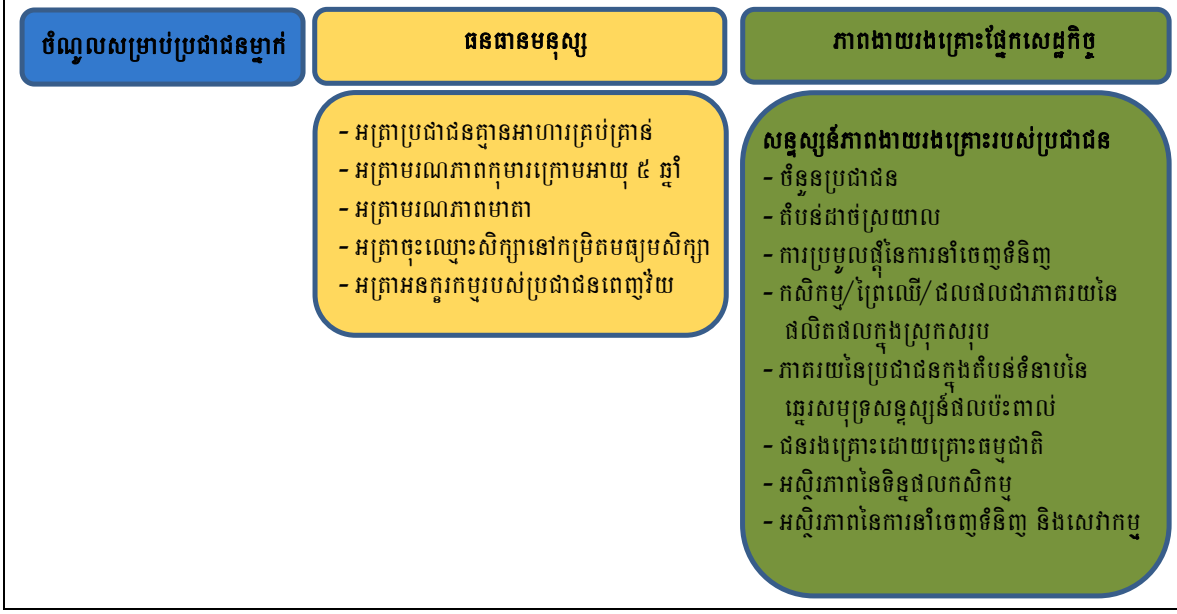 ចំណូលសម្រាប់ប្រជាជនម្នាក់
ធនធានមនុស្ស
- អត្រាប្រជាជនគ្មានអាហារគ្រប់គ្រាន់
- អត្រាមរណភាពកុមារក្រោមអាយុ ៥ ឆ្នាំ
- អត្រាមរណភាពមាតា
- អត្រាចុះឈ្មោះសិក្សានៅកម្រិតមធ្យមសិក្សា
- អត្រាអនក្ខរកម្មរបស់ប្រជាជនពេញវ័យ
ភាពងាយរងគ្រោះផ្នែកសេដ្ឋកិច្ច
សន្ទស្សន៍ភាពងាយរងគ្រោះរបស់ប្រជាជន
- ចំនួនប្រជាជន
- តំបន់ដាច់ស្រយាល
- ការប្រមូលផ្តុំនៃការនាំចេញទំនិញ
- កសិកម្ម/ព្រៃឈើ/ជលផលជាភាគរយនៃ
ផលិតផលក្នុងស្រុកសរុប
- ភាគរយនៃប្រជាជនក្នុងតំបន់ទំនាបនៃ
ឆ្នេរសមុទ្រសន្ទស្សន៍ផលប៉ះពាល់
- ជនរងគ្រោះដោយគ្រោះធម្មជាតិ
- អស្ថិរភាពនៃទិន្នផលកសិកម្ម
- អស្ថិរភាពនៃការនាំចេញទំនិញ និងសេវាកម្ម